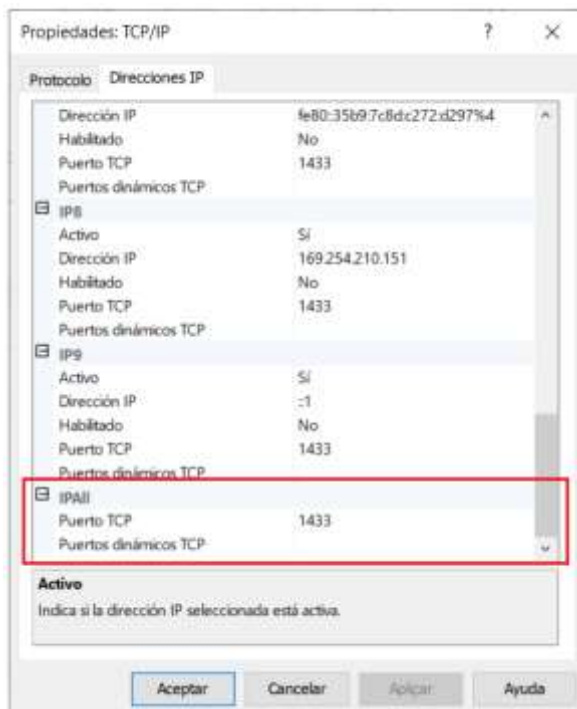 Propiedades: TCP/IP ? ×
Protocolo Direcciones IP
Dirección IP fe80::35b9:7c8d:c272:d297%4
Habilitado No
Puerto TCP 1433
Puertos dinámicos TCP
IP8
Activo Sí
Dirección IP 169.254.210.151
Habilitado No
Puerto TCP 1433
Puertos dinámicos TCP
IP9
Activo Sí
Dirección IP ::1
Habilitado No
Puerto TCP 1433
Puertos dinámicos TCP
IPAll
Puerto TCP 1433
Puertos dinámicos TCP
Activo
Indica si la dirección IP seleccionada está activa.
Aceptar Cancelar Aplicar Ayuda